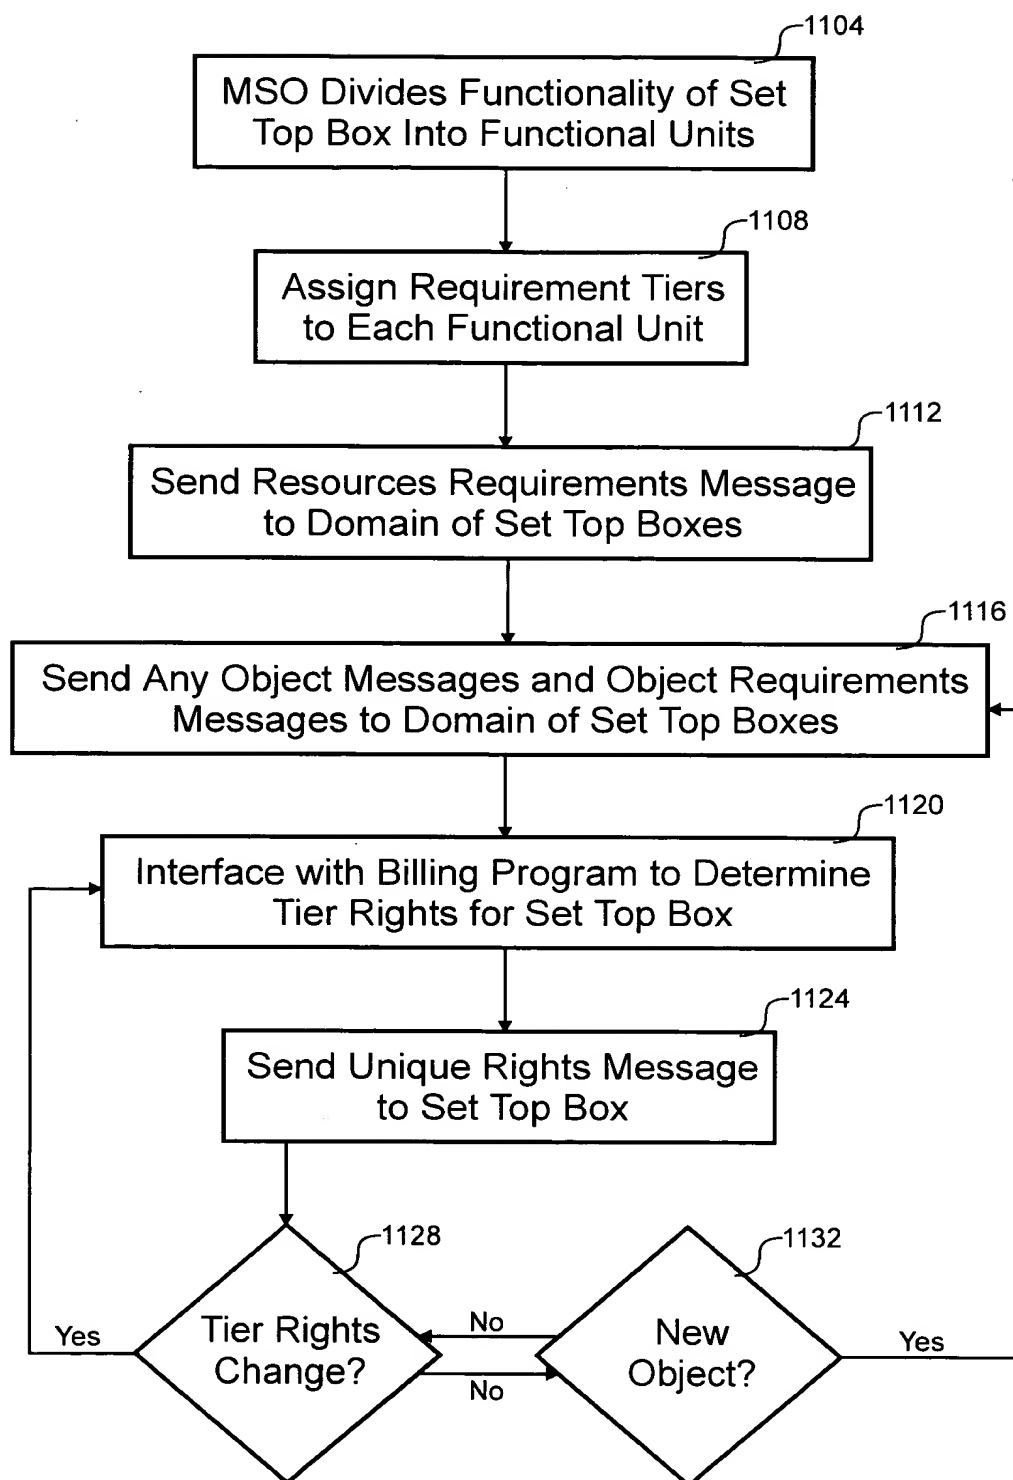 1104
MSO Divides Functionality of Set
Top Box Into Functional Units
1108
Assign Requirement Tiers
to Each Functional Unit
1112
Send Resources Requirements Message
to Domain of Set Top Boxes
1116
Send Any Object Messages and Object Requirements
Messages to Domain of Set Top Boxes
1120
Interface with Billing Program to Determine
Tier Rights for Set Top Box
1124
Send Unique Rights Message
to Set Top Box
1128
Tier Rights
Change?
Yes
No
No
1132
New
Object?
Yes